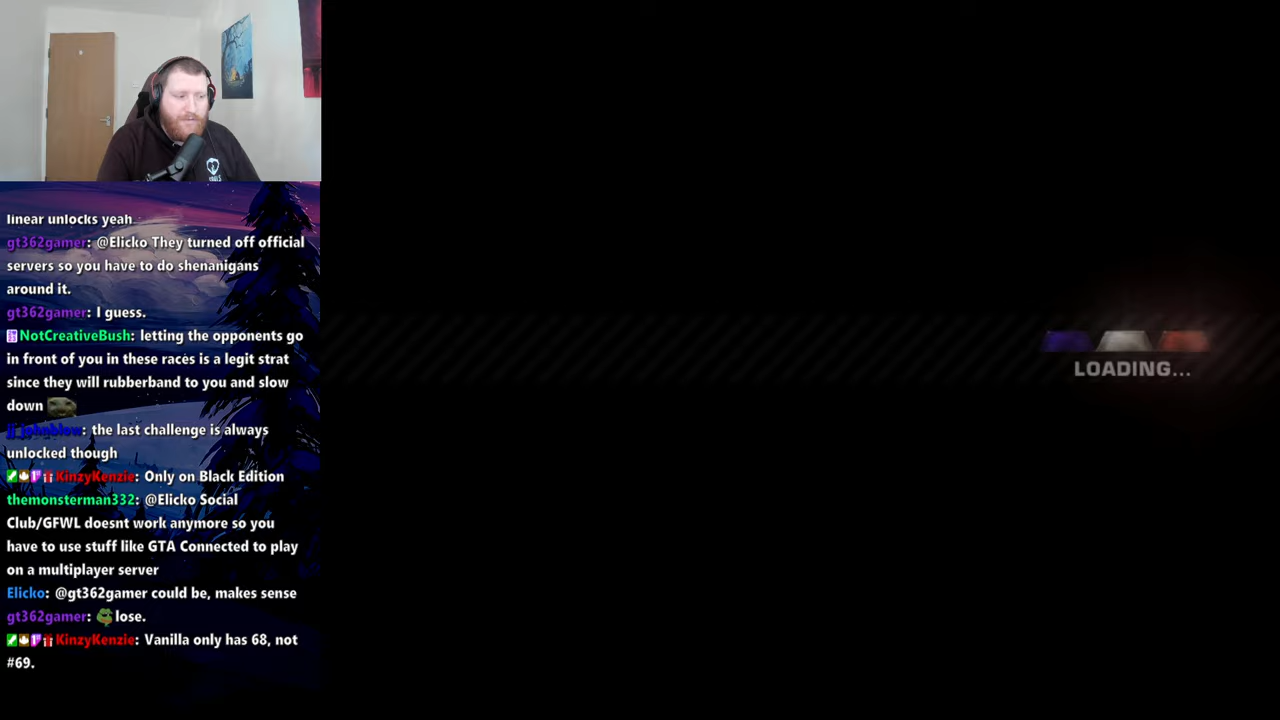 linear unlocks yeah
gt362gamer: @Elicko They turned off official
servers so you have to do shenanigans
around it.
gt362gamer: I guess.
NotCreativeBush: letting the opponents go
in front of you in these races is a legit strat
since they will rubberband to you and slow
down
jj_johnblow: the last challenge is always
unlocked though
KinzyKenzie: Only on Black Edition
themonsterman332: @Elicko Social
Club/GFWL doesnt work anymore so you
have to use stuff like GTA Connected to play
on a multiplayer server
Elicko: @gt362gamer could be, makes sense
gt362gamer: lose.
KinzyKenzie: Vanilla only has 68, not
#69.
LOADING...